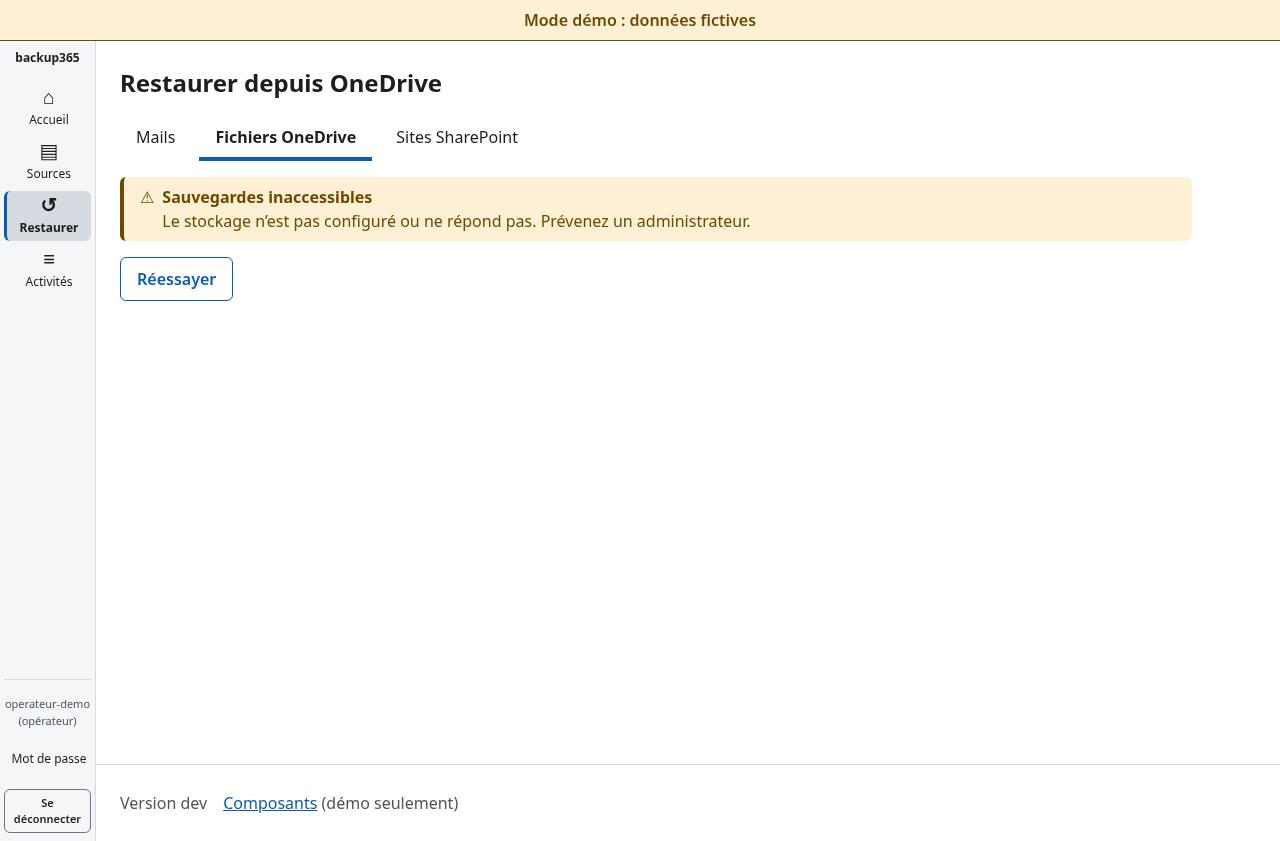 Mode démo : données fictives
backup365
Accueil
Sources
Restaurer
Activités
operateur-demo
(opérateur)
Mot de passe
Se
déconnecter
Restaurer depuis OneDrive
Mails Fichiers OneDrive Sites SharePoint
⚠ Sauvegardes inaccessibles
Le stockage n’est pas configuré ou ne répond pas. Prévenez un administrateur.
Réessayer
Version dev Composants (démo seulement)